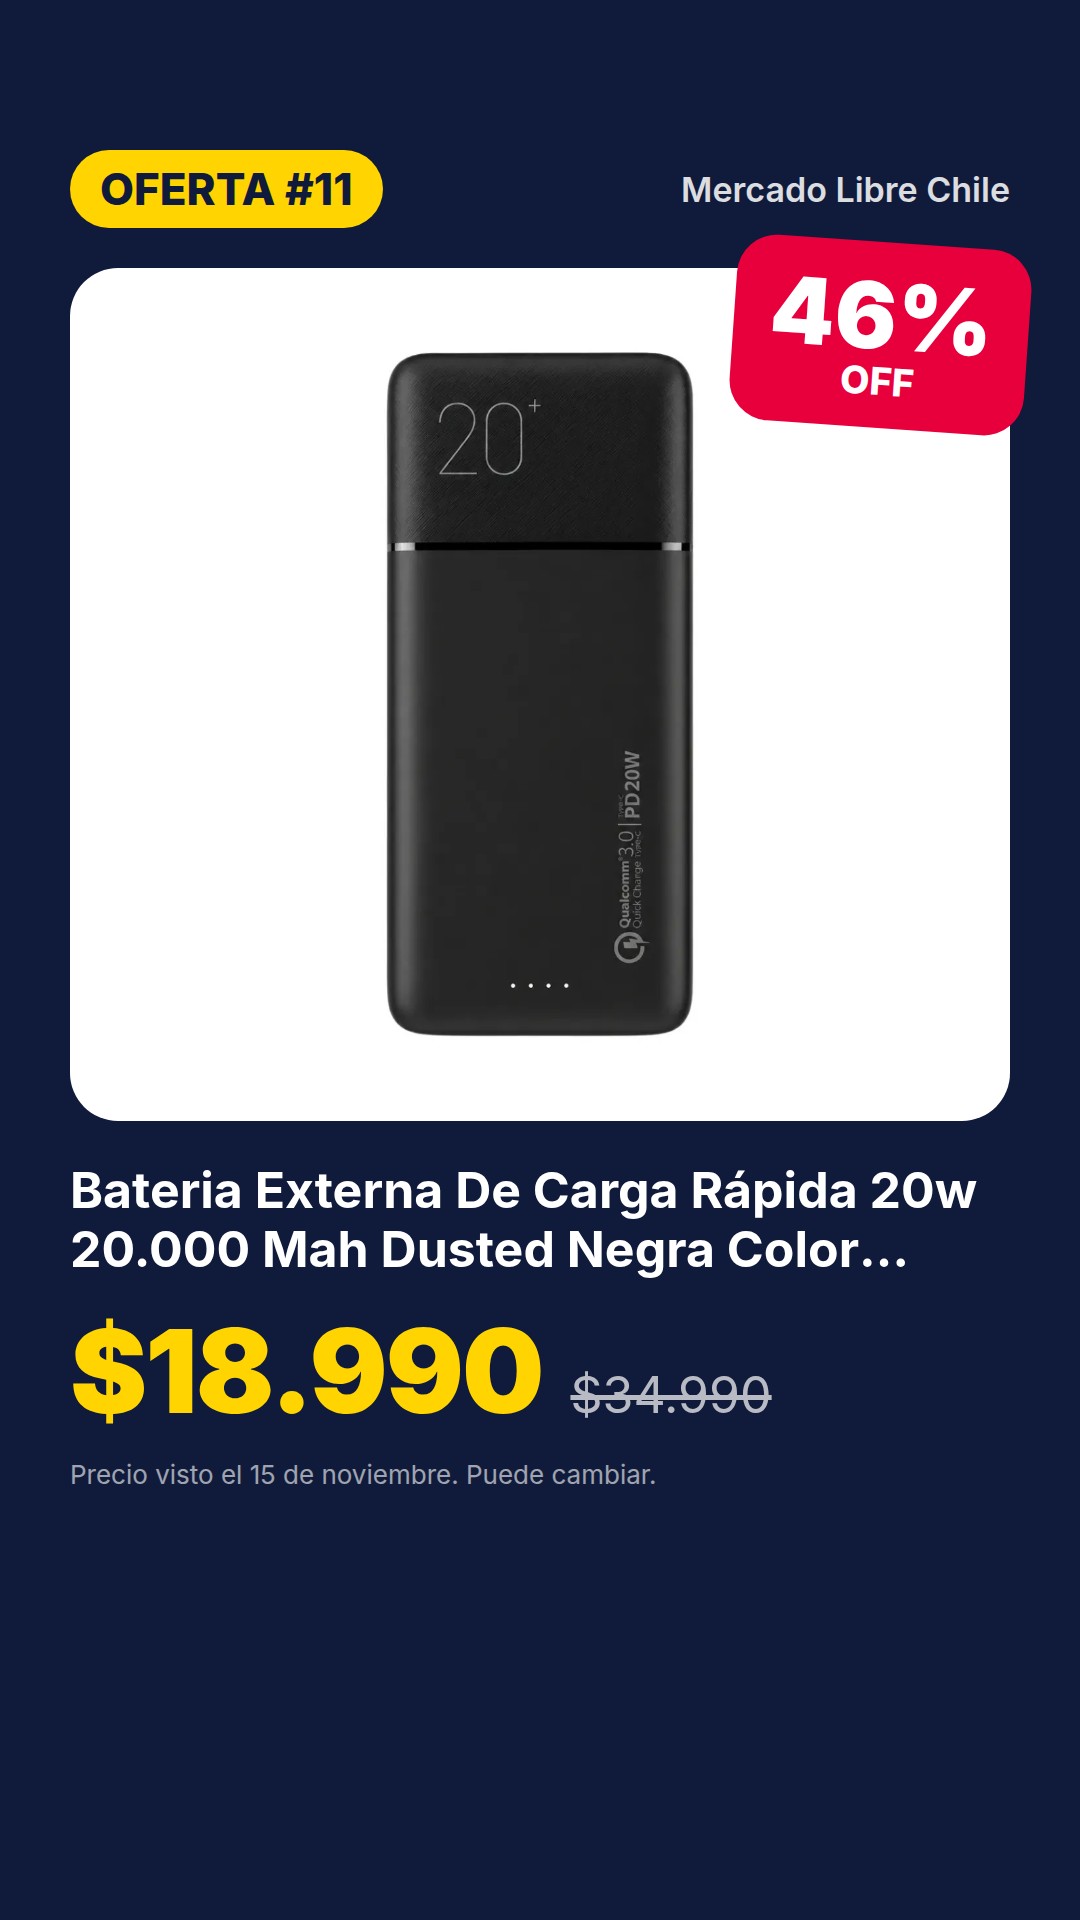 OFERTA #11
Mercado Libre Chile
46%
OFF
20+
Qualcomm® 3.0 | PD20W
Quick Charge Type-C
Type-C
Bateria Externa De Carga Rápida 20w
20.000 Mah Dusted Negra Color...
$18.990 $34.990
Precio visto el 15 de noviembre. Puede cambiar.